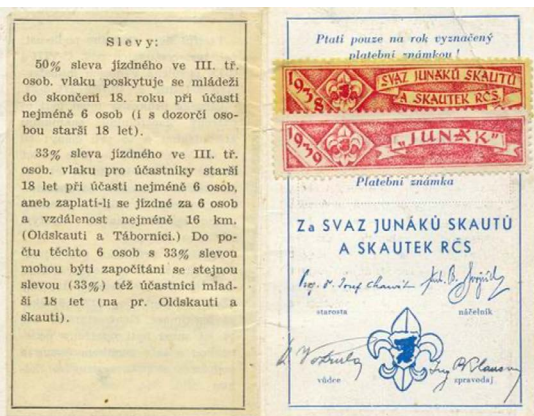 Slevy:
50% sleva jízdného ve III. tř.
osob. vlaku poskytuje se mládeži
do skončení 18. roku při účasti
nejméně 6 osob (i s dozorčí oso-
bou starší 18 let).
33% sleva jízdného ve III. tř.
osob. vlaku pro účastníky starší
18 let při účasti nejméně 6 osob,
aneb zaplatí-li se jízdné za 6 osob
a vzdálenost nejméně 16 km.
(Oldskauti a Táborníci.) Do po-
čtu těchto 6 osob s 33% slevou
mohou býti započítáni se stejnou
slevou (33%) též účastníci mlad-
ší 18 let (na př. Oldskauti a
skauti).
Platí pouze na rok vyznačený
platební známkou!
1938
SVAZ JUNÁKŮ SKAUTŮ
A SKAUTEK RČS
1939
„JUNÁK"
Platební známka
Za SVAZ JUNÁKŮ SKAUTŮ
A SKAUTEK RČS
starosta náčelník
vůdce zpravodaj